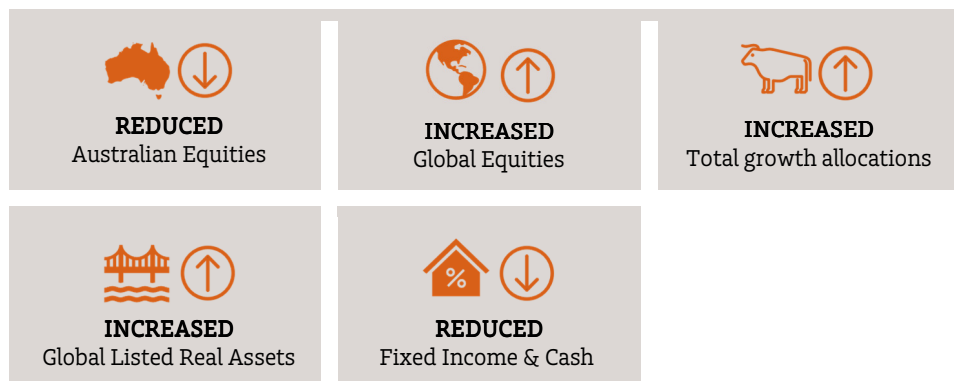 REDUCED
Australian Equities
INCREASED
Global Equities
INCREASED
Total growth allocations
INCREASED
Global Listed Real Assets
%
REDUCED
Fixed Income & Cash